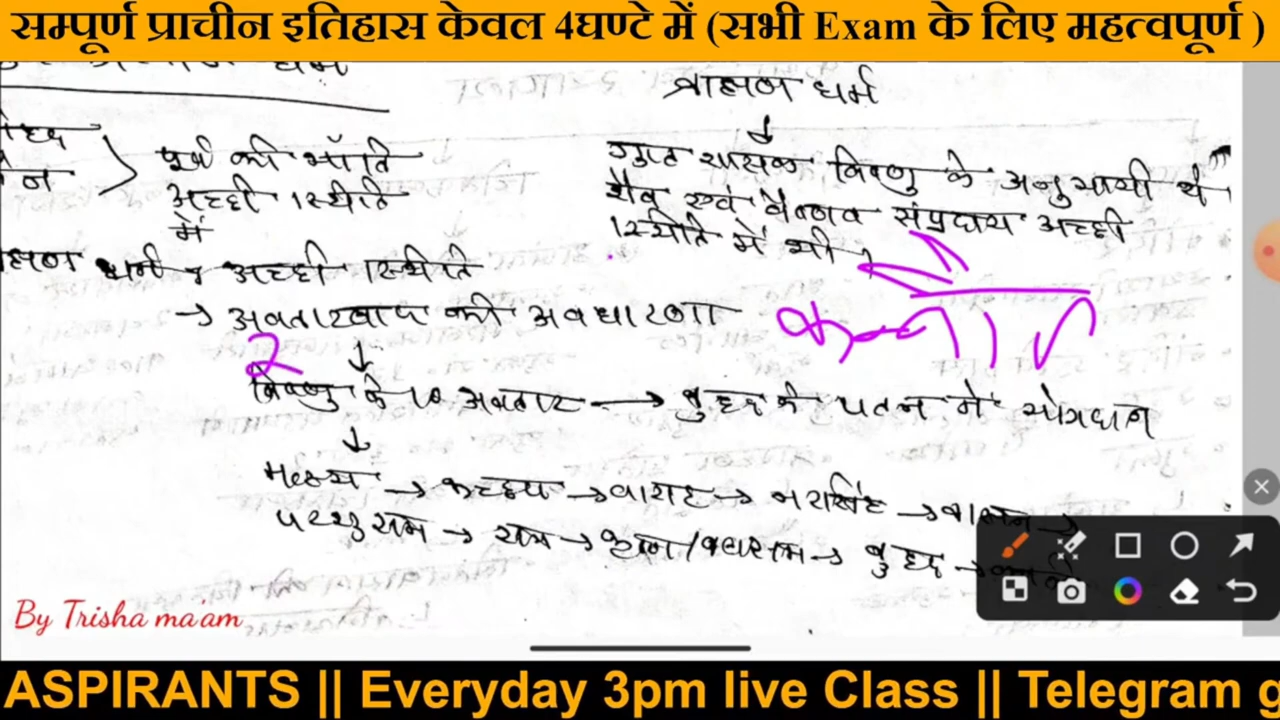 सम्पूर्ण प्राचीन इतिहास केवल 4घण्टे में (सभी Exam के लिए महत्वपूर्ण )
धर्म
ब्राह्मण धर्म
↓
पूर्व की भाँति
अच्छी स्थिति
में
गुप्त शासक विष्णु के अनुयायी थे।
शैव एवं वैष्णव संप्रदाय अच्छी
स्थिति में थी।
धर्म अच्छी स्थिति
→ अवतारवाद की अवधारणा
2
↓
विष्णु के 10 अवतार → बुद्ध के पतन में योगदान
↓
मत्स्य → कच्छप → वाराह → नरसिंह → वामन →
परशुराम → राम → कृष्ण/बलराम → बुद्ध →
By Trisha ma'am
ASPIRANTS || Everyday 3pm live Class || Telegram g